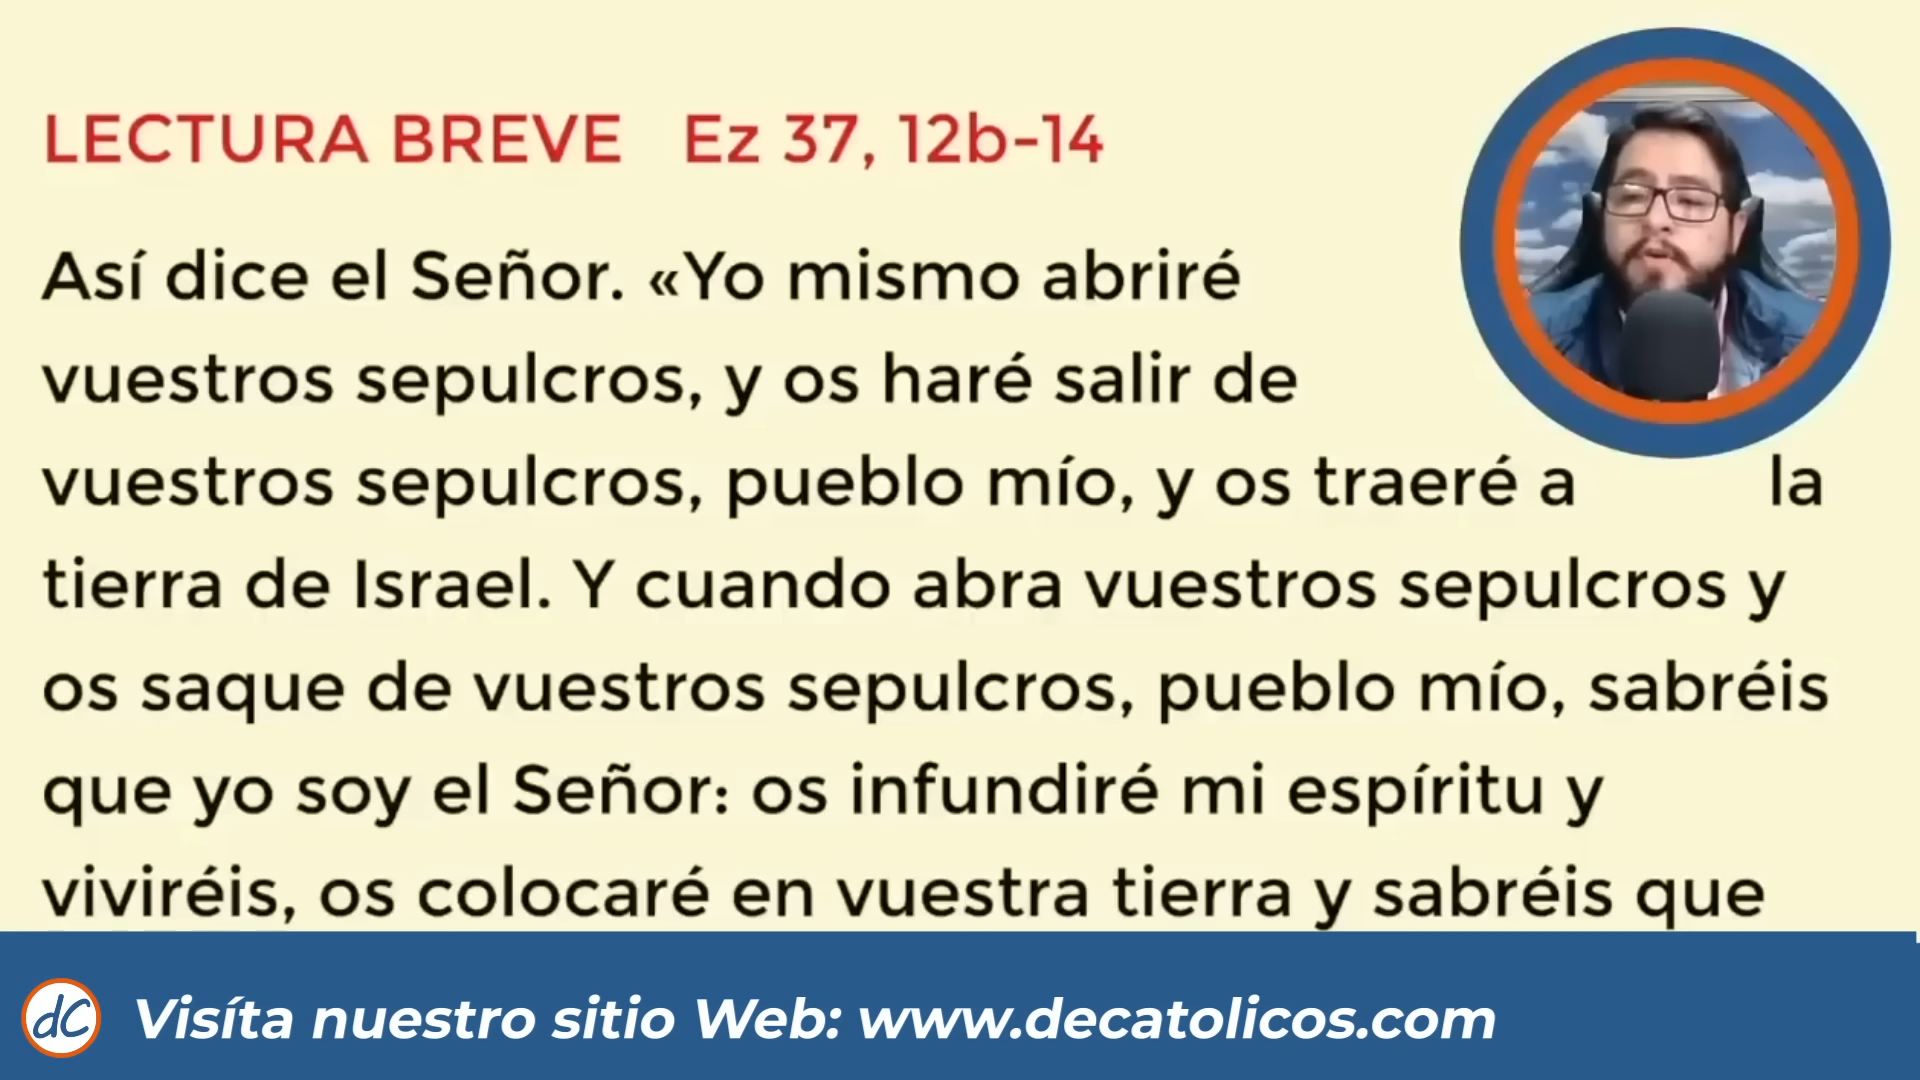 LECTURA BREVE Ez 37, 12b-14
Así dice el Señor. «Yo mismo abriré
vuestros sepulcros, y os haré salir de
vuestros sepulcros, pueblo mío, y os traeré a la
tierra de Israel. Y cuando abra vuestros sepulcros y
os saque de vuestros sepulcros, pueblo mío, sabréis
que yo soy el Señor: os infundiré mi espíritu y
viviréis, os colocaré en vuestra tierra y sabréis que
dC Visíta nuestro sitio Web: www.decatolicos.com